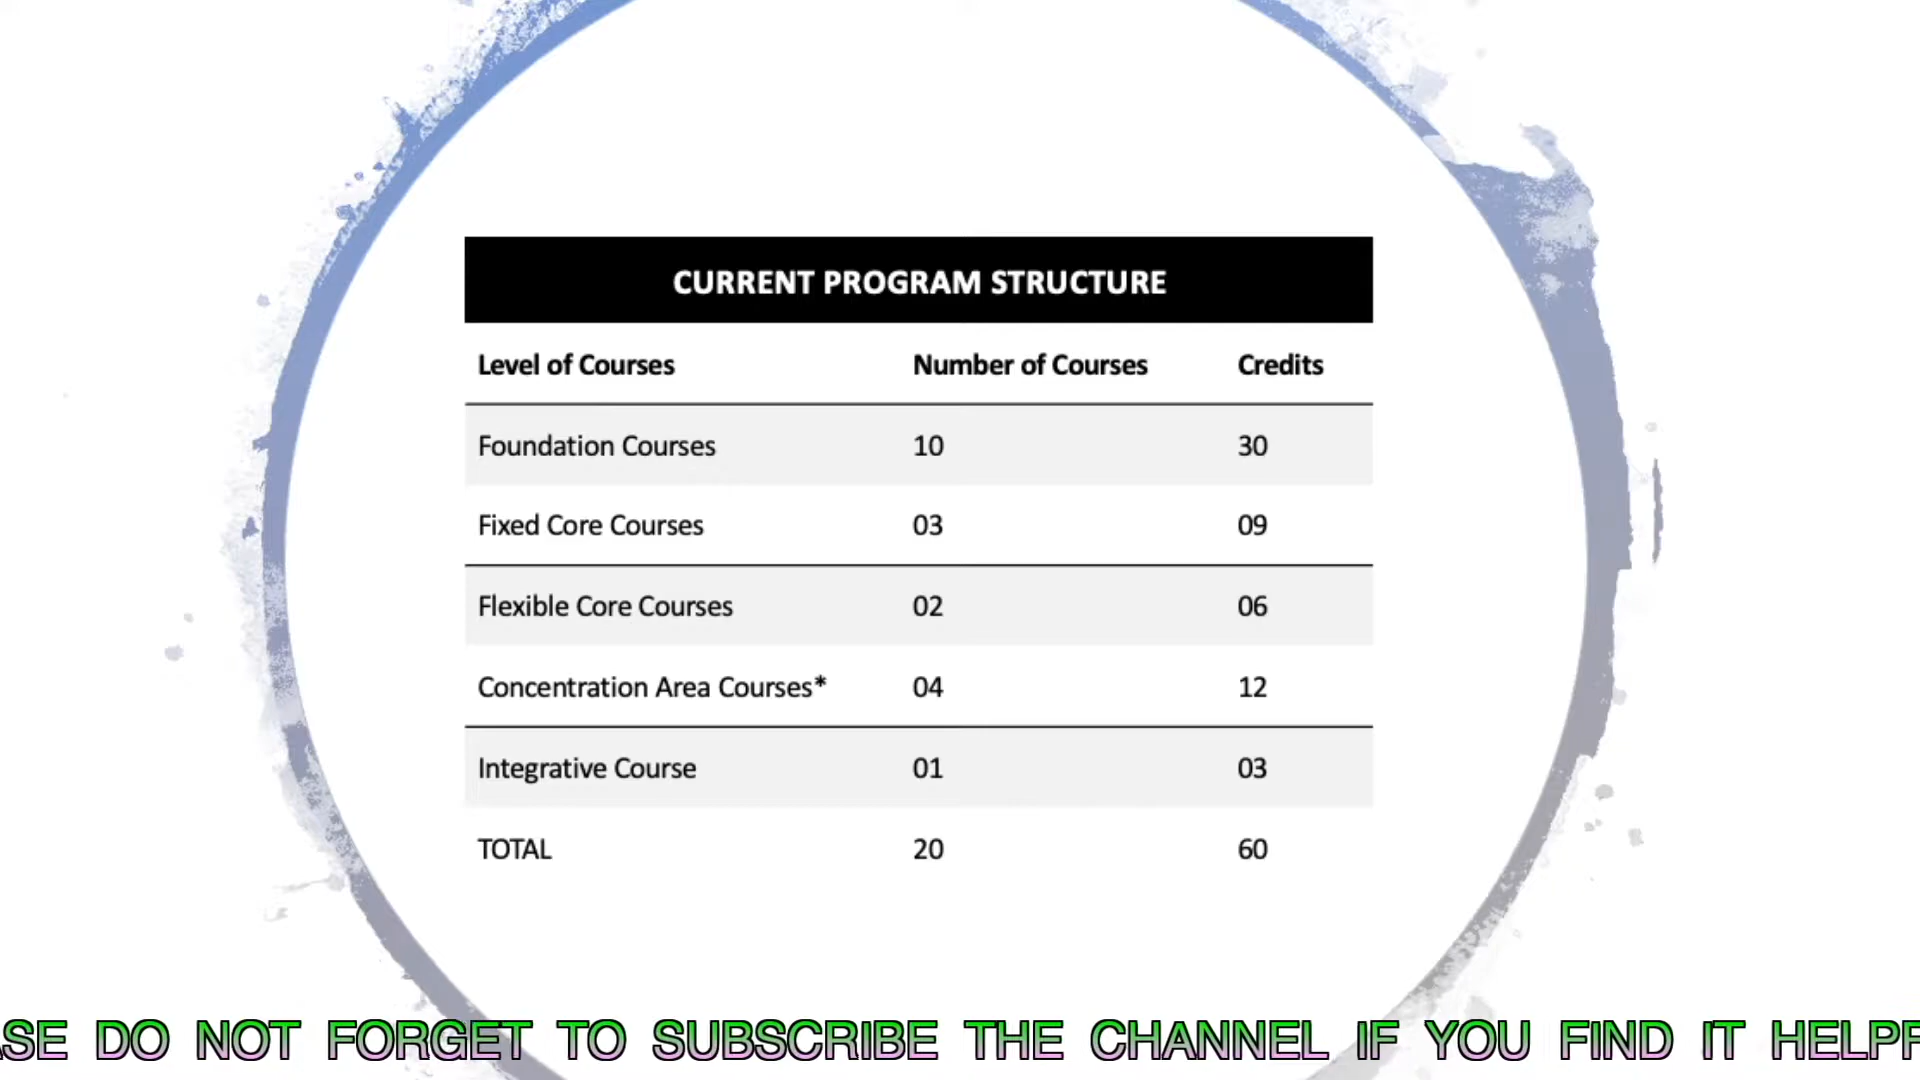 CURRENT PROGRAM STRUCTURE
Level of Courses Number of Courses Credits
Foundation Courses 10 30
Fixed Core Courses 03 09
Flexible Core Courses 02 06
Concentration Area Courses* 04 12
Integrative Course 01 03
TOTAL 20 60
DO NOT FORGET TO SUBSCRIBE THE CHANNEL IF YOU FIND IT